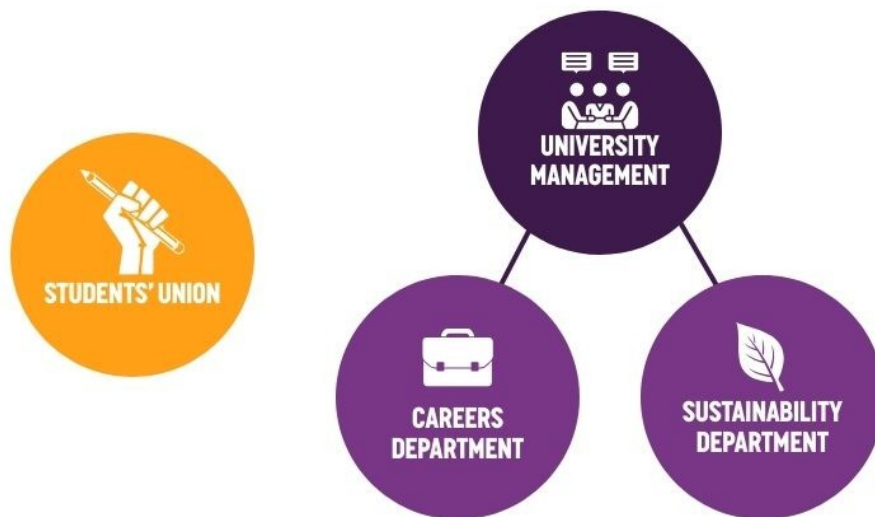 UNIVERSITY
MANAGEMENT
STUDENTS’ UNION
CAREERS
DEPARTMENT
SUSTAINABILITY
DEPARTMENT